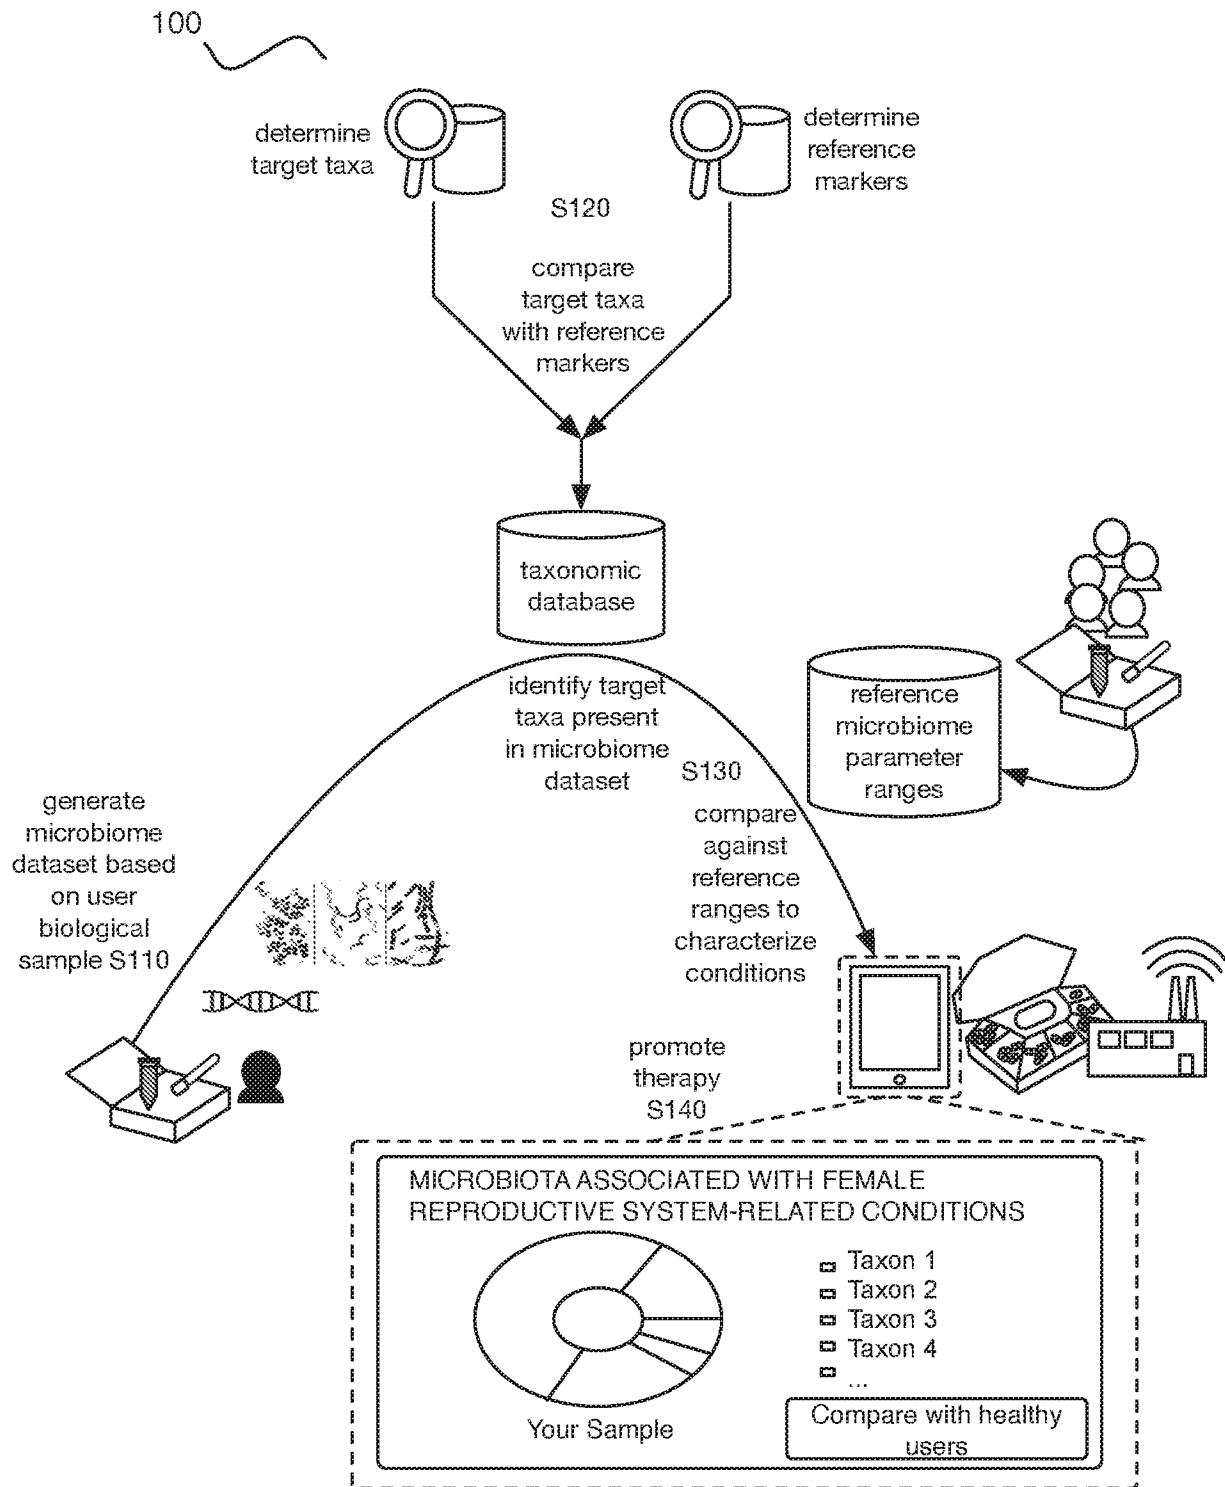 100
determine
target taxa
determine
reference
markers
S120
compare
target taxa
with reference
markers
taxonomic
database
identify target
taxa present
in microbiome
dataset
reference
microbiome
parameter
ranges
S130
generate
microbiome
dataset based
on user
biological
sample S110
compare
against
reference
ranges to
characterize
conditions
promote
therapy
S140
MICROBIOTA ASSOCIATED WITH FEMALE
REPRODUCTIVE SYSTEM-RELATED CONDITIONS
Taxon 1
Taxon 2
Taxon 3
Taxon 4
...
Your Sample
Compare with healthy
users